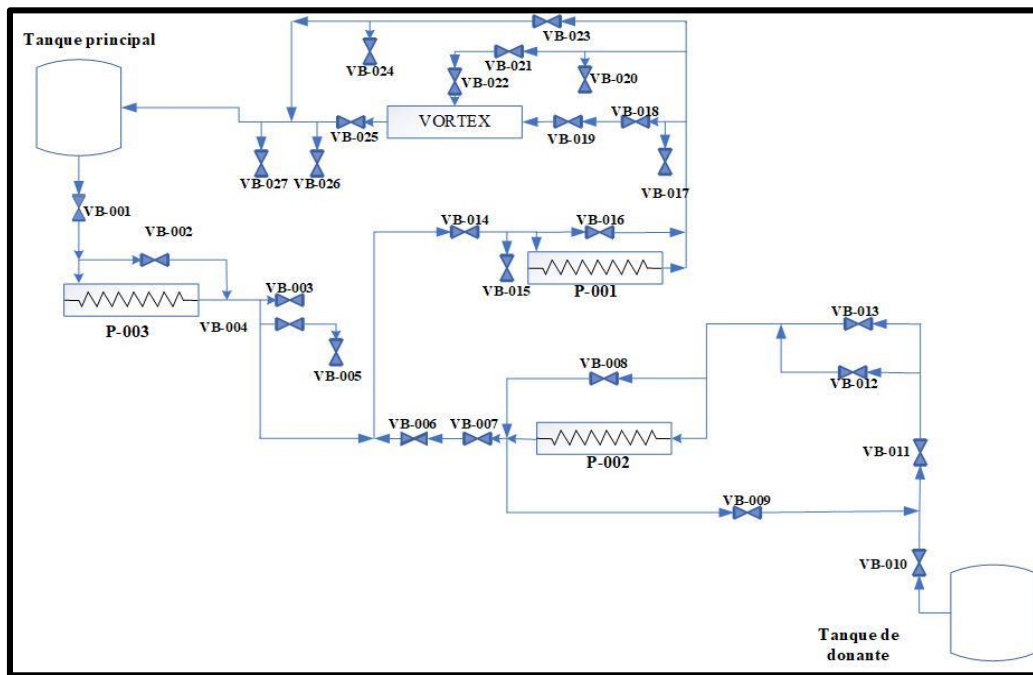 Tanque principal
VB-023
VB-024
VB-021
VB-020
VB-022
VORTEX
VB-018
VB-025
VB-019
VB-017
VB-027
VB-026
VB-001
VB-002
VB-014
VB-016
VB-003
VB-015
P-001
VB-004
P-003
VB-013
VB-005
VB-008
VB-012
VB-006
VB-007
P-002
VB-011
VB-009
VB-010
Tanque de
donante